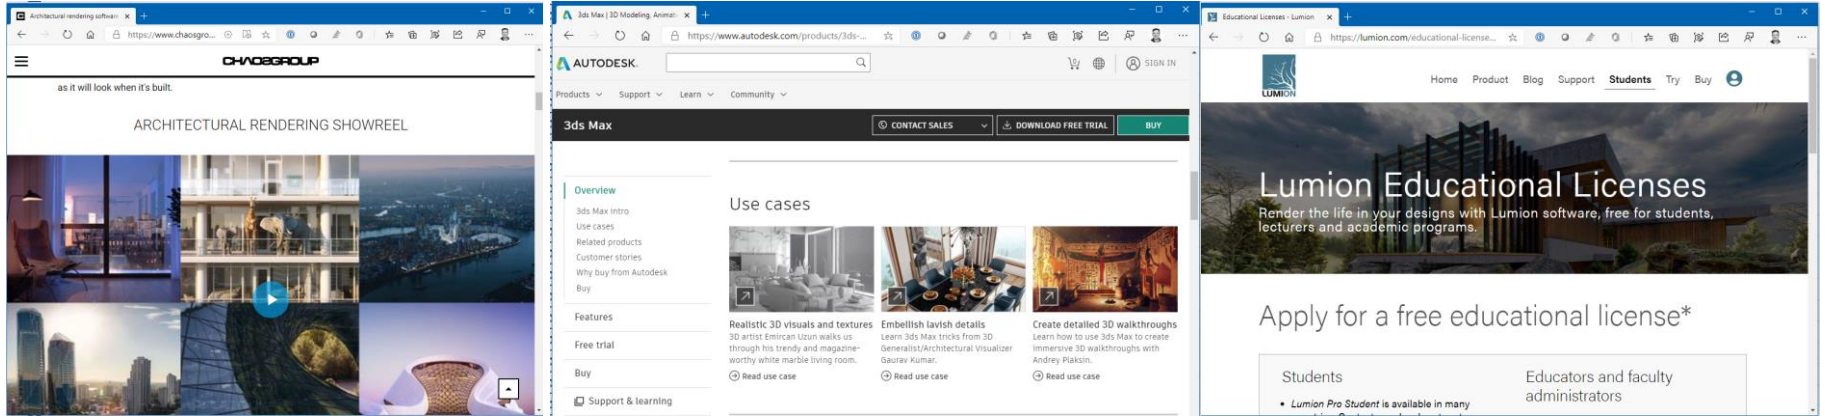 Architectural rendering software
https://www.chaosgro...
CHAOSGROUP
as it will look when it's built.
ARCHITECTURAL RENDERING SHOWREEL
3ds Max | 3D Modeling, Animat
https://www.autodesk.com/products/3ds-...
AUTODESK.
SIGN IN
Products Support Learn Community
3ds Max
CONTACT SALES
DOWNLOAD FREE TRIAL
BUY
Overview
3ds Max intro
Use cases
Related products
Customer stories
Why buy from Autodesk
Buy
Features
Free trial
Buy
Support & learning
Use cases
Realistic 3D visuals and textures
3D artist Emircan Uzun walks us
through his trendy and magazine-
worthy white marble living room.
Read use case
Embellish lavish details
Learn 3ds Max tricks from 3D
Generalist/Architectural Visualizer
Gaurav Kumar.
Read use case
Create detailed 3D walkthroughs
Learn how to use 3ds Max to create
immersive 3D walkthroughs with
Andrey Plaksin.
Read use case
Educational Licenses - Lumion
https://lumion.com/educational-license...
LUMION
Home Product Blog Support Students Try Buy
Lumion Educational Licenses
Render the life in your designs with Lumion software, free for students,
lecturers and academic programs.
Apply for a free educational license*
Students
• Lumion Pro Student is available in many
Educators and faculty
administrators